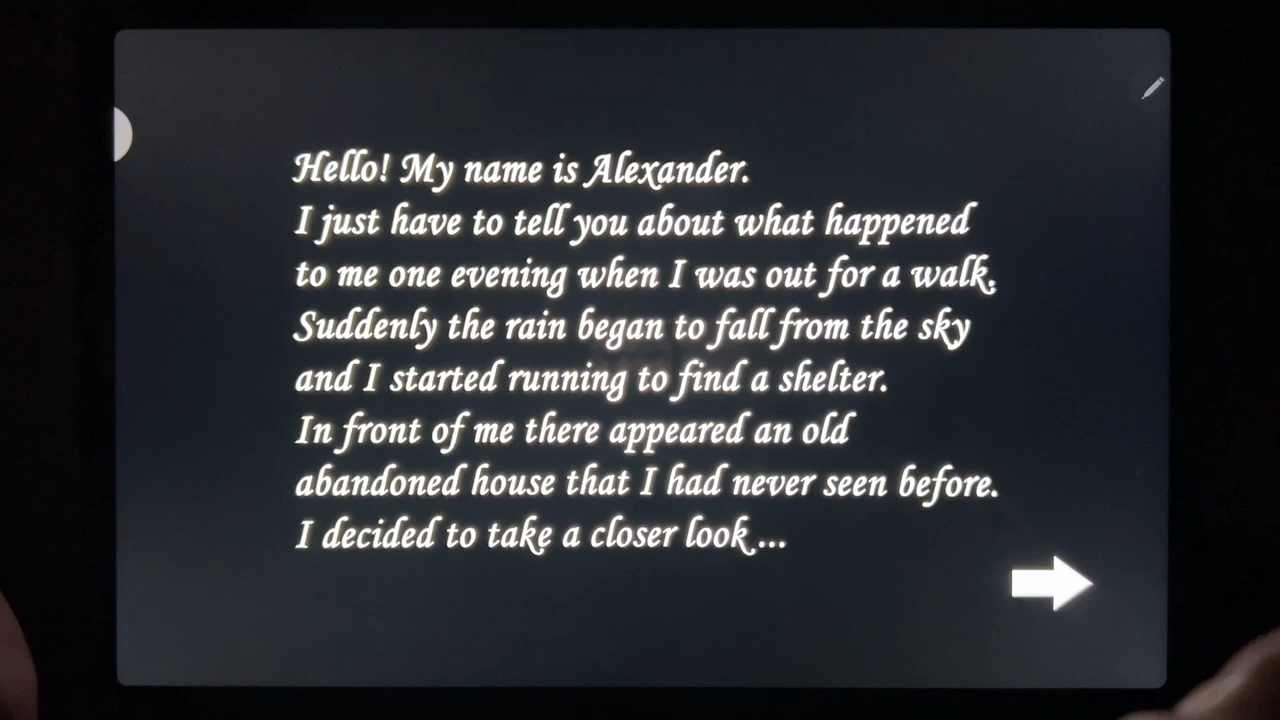 Hello! My name is Alexander.
I just have to tell you about what happened
to me one evening when I was out for a walk.
Suddenly the rain began to fall from the sky
and I started running to find a shelter.
In front of me there appeared an old
abandoned house that I had never seen before.
I decided to take a closer look ...